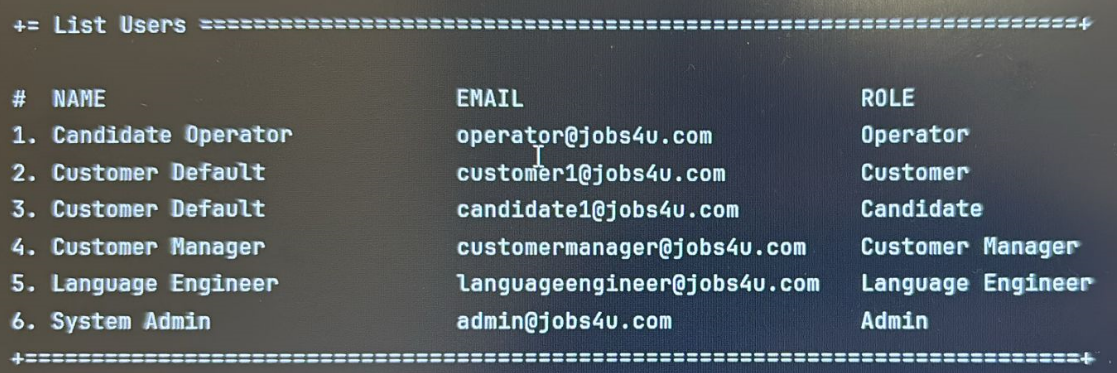 += List Users ==================================================================+
# NAME EMAIL ROLE
1. Candidate Operator operator@jobs4u.com Operator
2. Customer Default customer1@jobs4u.com Customer
3. Customer Default candidate1@jobs4u.com Candidate
4. Customer Manager customermanager@jobs4u.com Customer Manager
5. Language Engineer languageengineer@jobs4u.com Language Engineer
6. System Admin admin@jobs4u.com Admin
+===============================================================================+